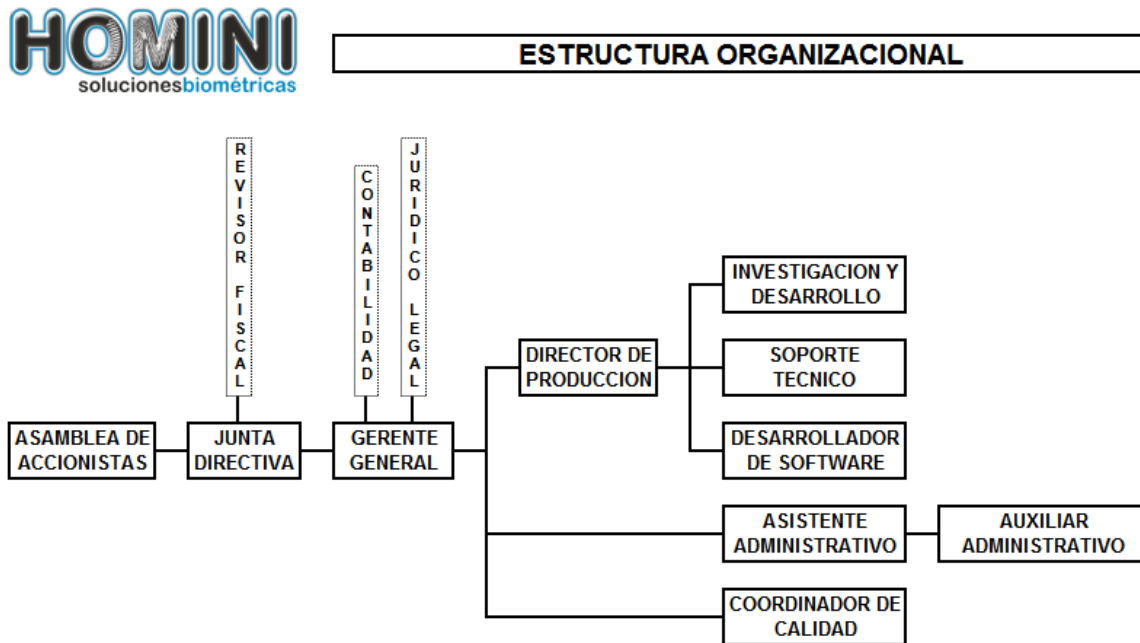 HOMINI
solucionesbiométricas
ESTRUCTURA ORGANIZACIONAL
REVISOR FISCAL
CONTABILIDAD
JURIDICO LEGAL
INVESTIGACION Y
DESARROLLO
DIRECTOR DE
PRODUCCION
SOPORTE
TECNICO
ASAMBLEA DE
ACCIONISTAS
JUNTA
DIRECTIVA
GERENTE
GENERAL
DESARROLLADOR
DE SOFTWARE
ASISTENTE
ADMINISTRATIVO
AUXILIAR
ADMINISTRATIVO
COORDINADOR DE
CALIDAD